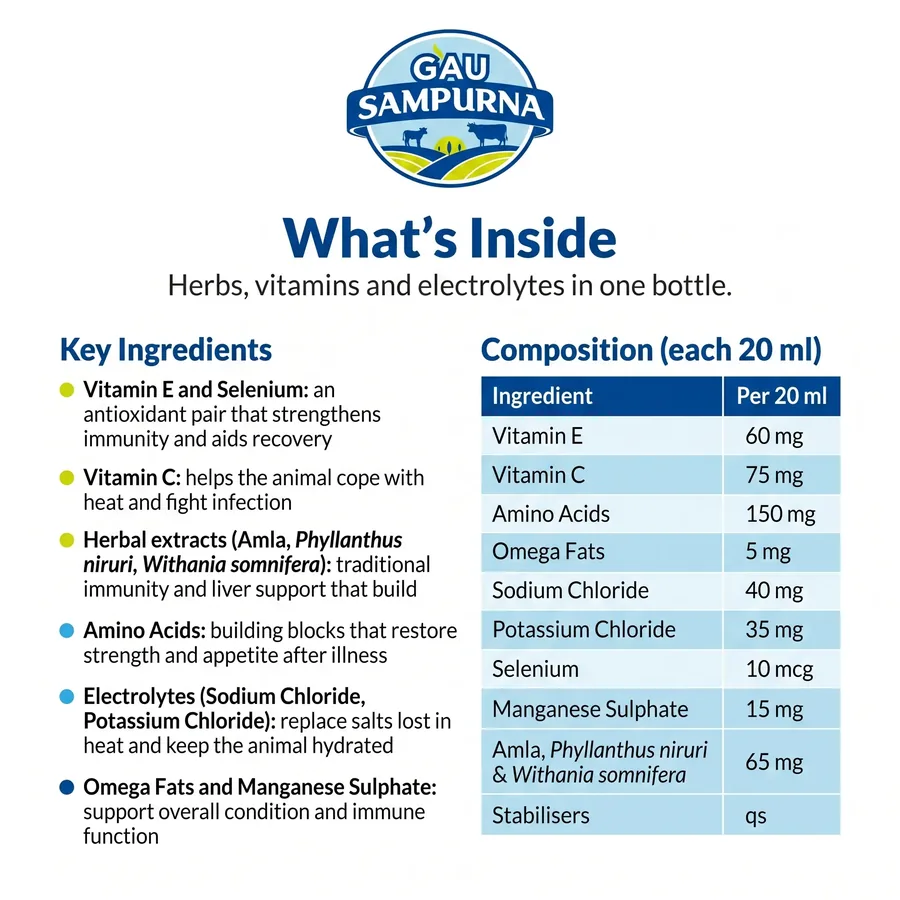 GAU
SAMPURNA
What's Inside
Herbs, vitamins and electrolytes in one bottle.
Key Ingredients
Vitamin E and Selenium: an
antioxidant pair that strengthens
immunity and aids recovery
Vitamin C: helps the animal cope with
heat and fight infection
Herbal extracts (Amla, Phyllanthus
niruri, Withania somnifera): traditional
immunity and liver support that build
Amino Acids: building blocks that restore
strength and appetite after illness
Electrolytes (Sodium Chloride,
Potassium Chloride): replace salts lost in
heat and keep the animal hydrated
Omega Fats and Manganese Sulphate:
support overall condition and immune
function
Composition (each 20 ml)
Ingredient Per 20 ml
Vitamin E 60 mg
Vitamin C 75 mg
Amino Acids 150 mg
Omega Fats 5 mg
Sodium Chloride 40 mg
Potassium Chloride 35 mg
Selenium 10 mcg
Manganese Sulphate 15 mg
Amla, Phyllanthus niruri
& Withania somnifera 65 mg
Stabilisers qs